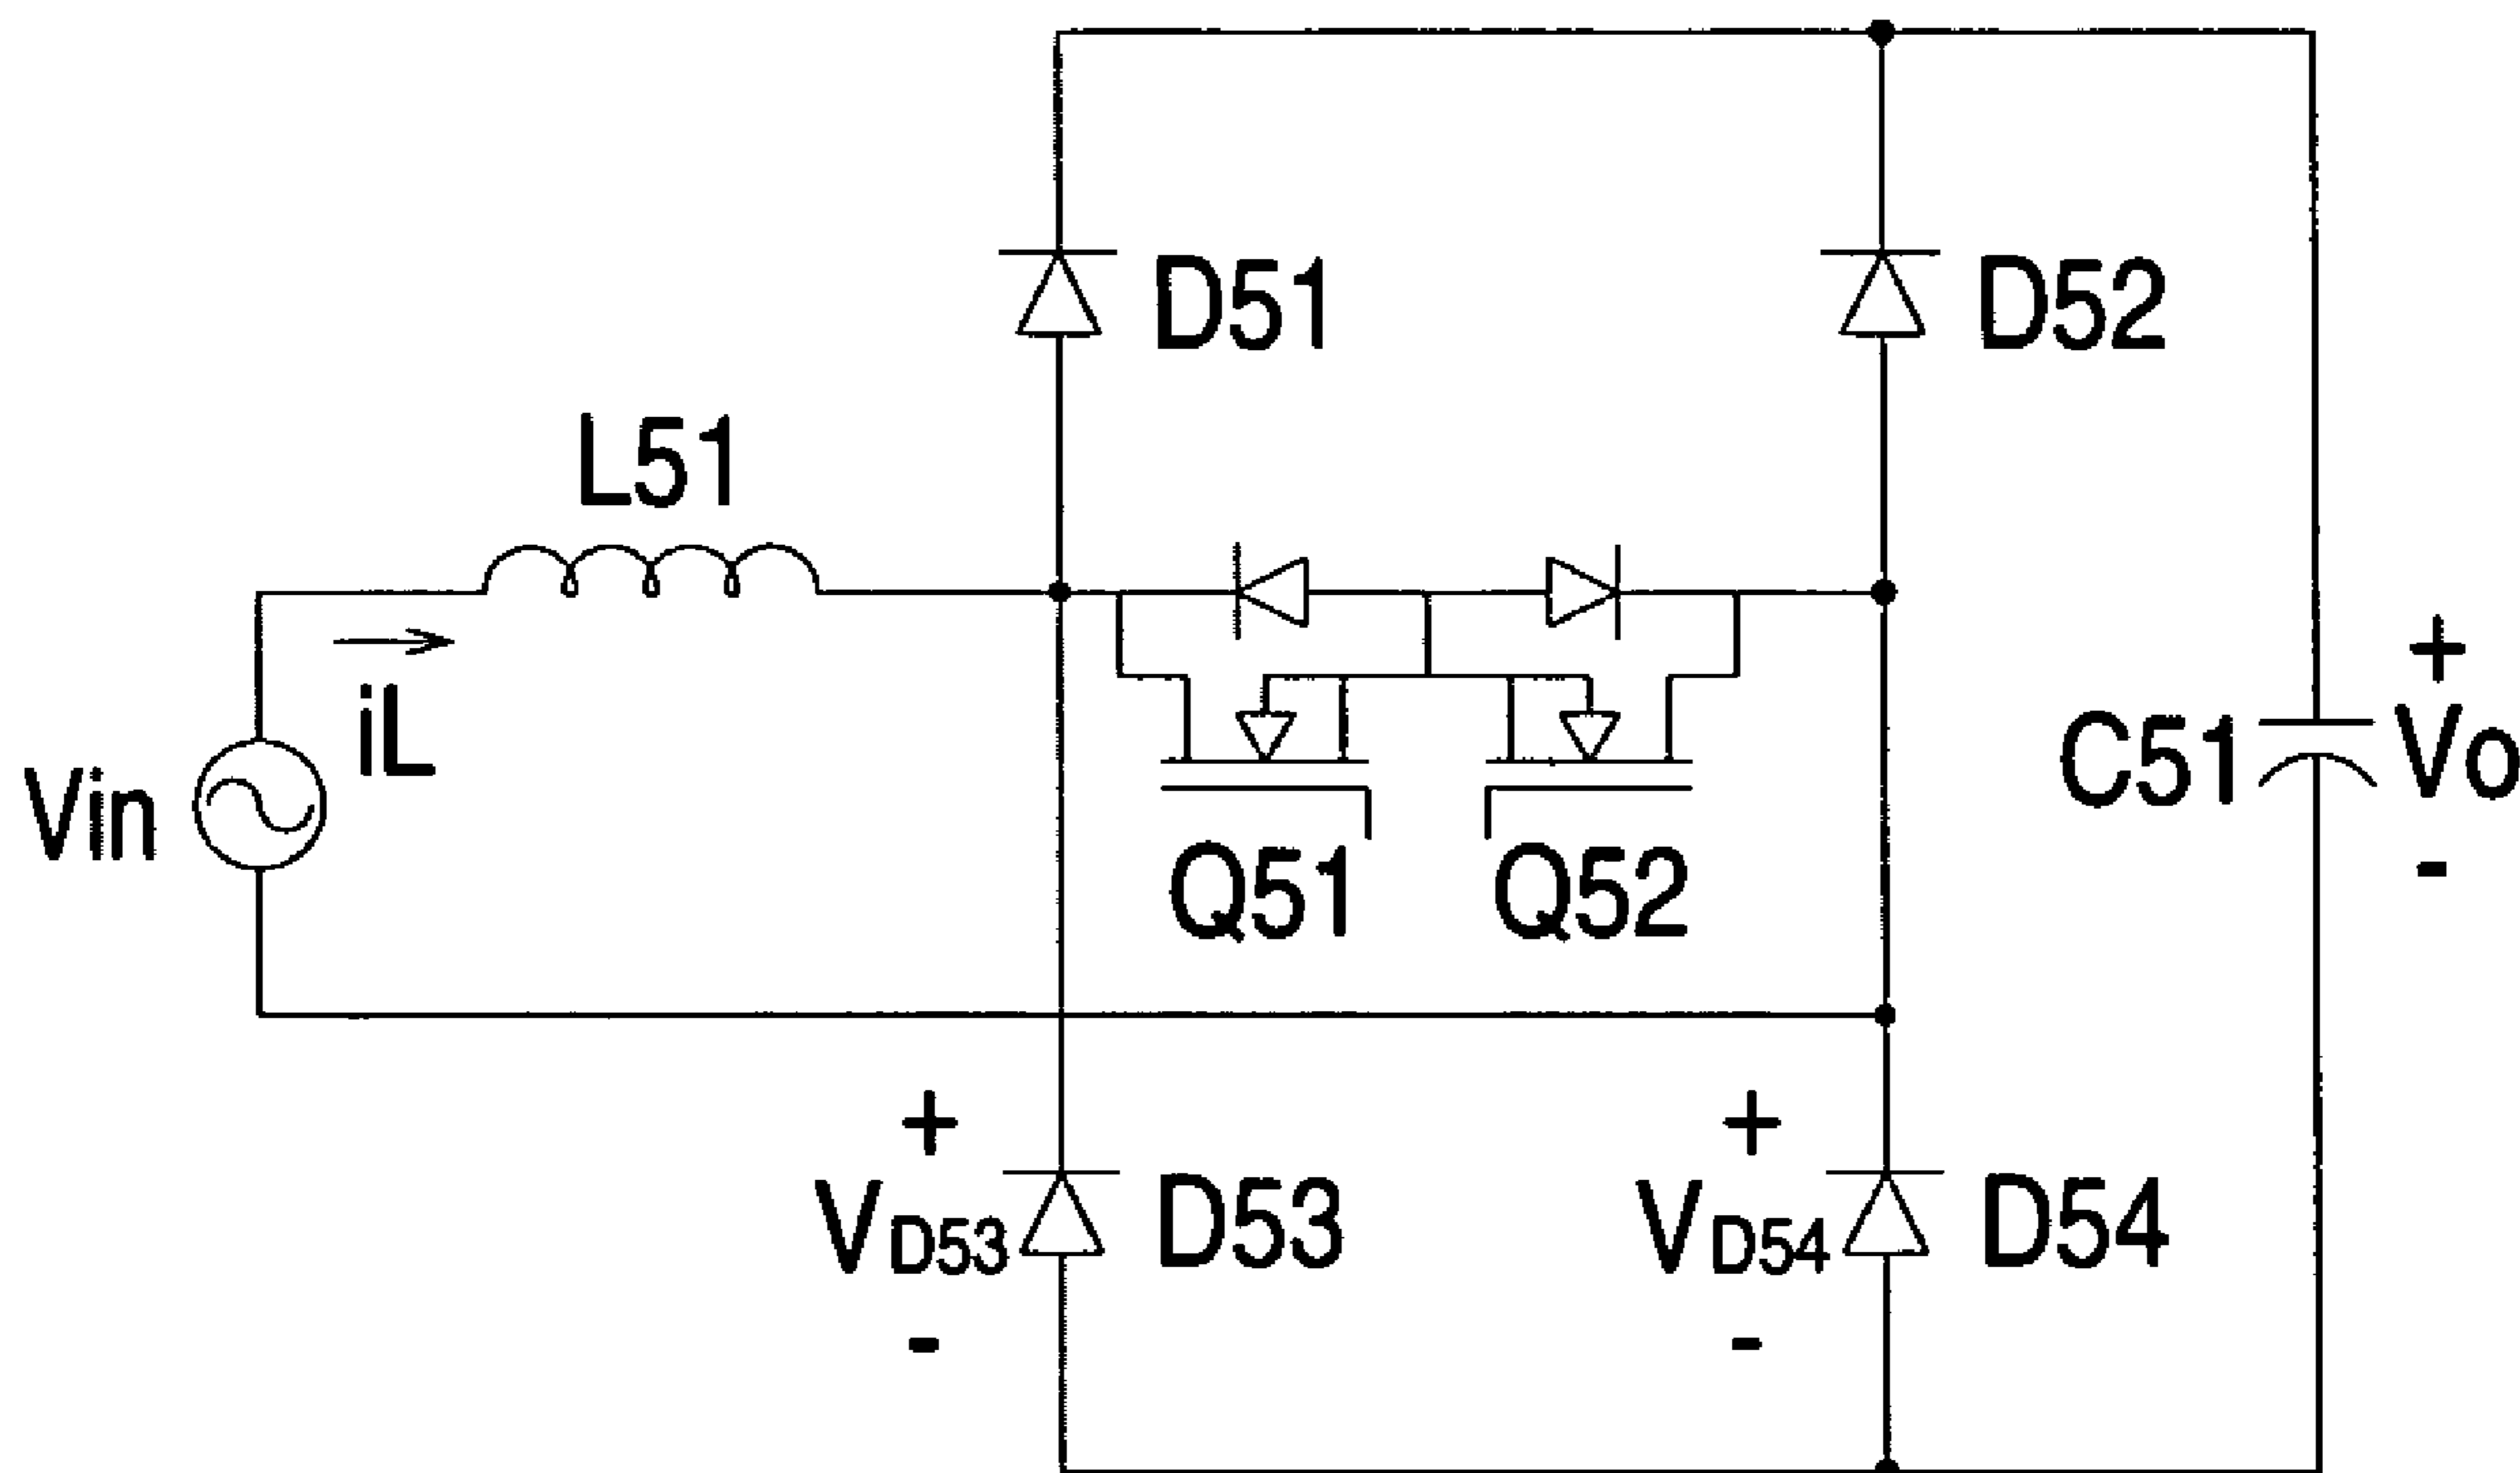 D51
D52
L51
iL
Vin
Q51
Q52
C51
+
Vo
-
+
VD53
-
D53
+
VD54
-
D54